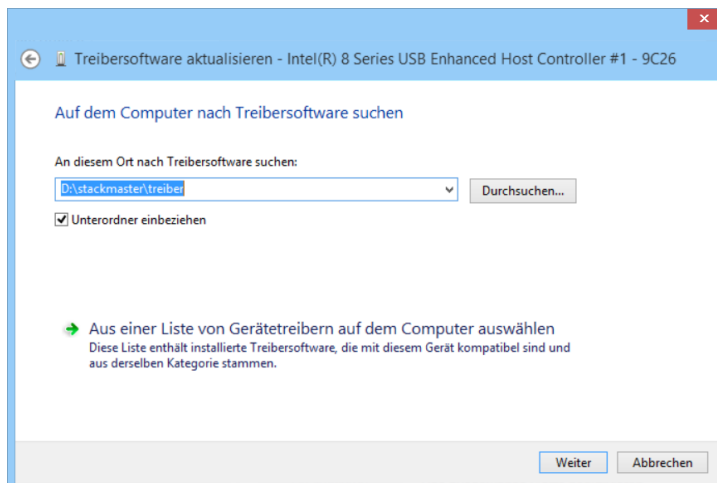 Treibersoftware aktualisieren - Intel(R) 8 Series USB Enhanced Host Controller #1 - 9C26
Auf dem Computer nach Treibersoftware suchen
An diesem Ort nach Treibersoftware suchen:
D:\stackmaster\treiber
Durchsuchen...
Unterordner einbeziehen
Aus einer Liste von Gerätetreibern auf dem Computer auswählen
Diese Liste enthält installierte Treibersoftware, die mit diesem Gerät kompatibel sind und
aus derselben Kategorie stammen.
Weiter
Abbrechen